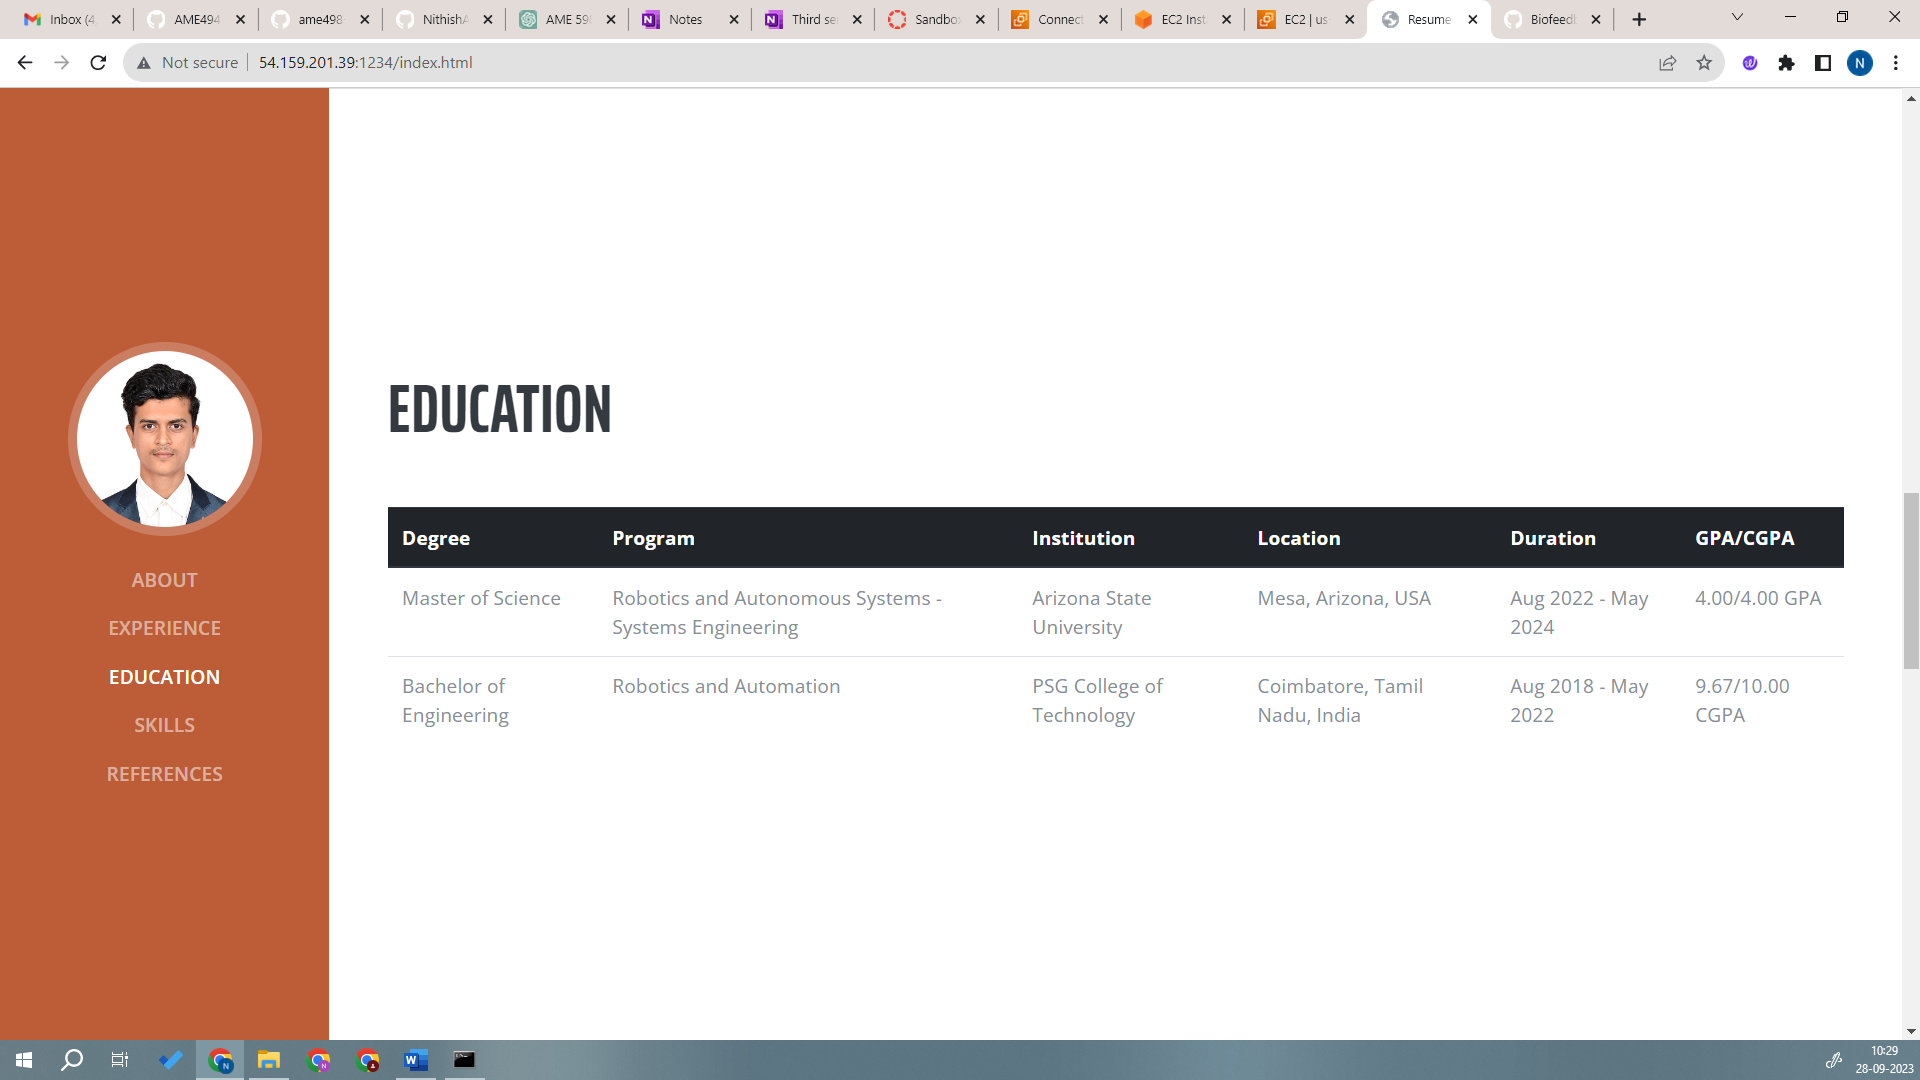 Inbox (4
AME494
ame498
NithishA
AME 598
Notes
Third se
Sandbox
Connect
EC2 Inst
EC2 | us
Resume
Biofeedb
Not secure
54.159.201.39:1234/index.html
N
ABOUT
EXPERIENCE
EDUCATION
SKILLS
REFERENCES
EDUCATION
Degree Program Institution Location Duration GPA/CGPA
Master of Science Robotics and Autonomous Systems - Arizona State Mesa, Arizona, USA Aug 2022 - May 4.00/4.00 GPA
Systems Engineering University 2024
Bachelor of Robotics and Automation PSG College of Coimbatore, Tamil Aug 2018 - May 9.67/10.00
Engineering Technology Nadu, India 2022 CGPA
10:29
28-09-2023